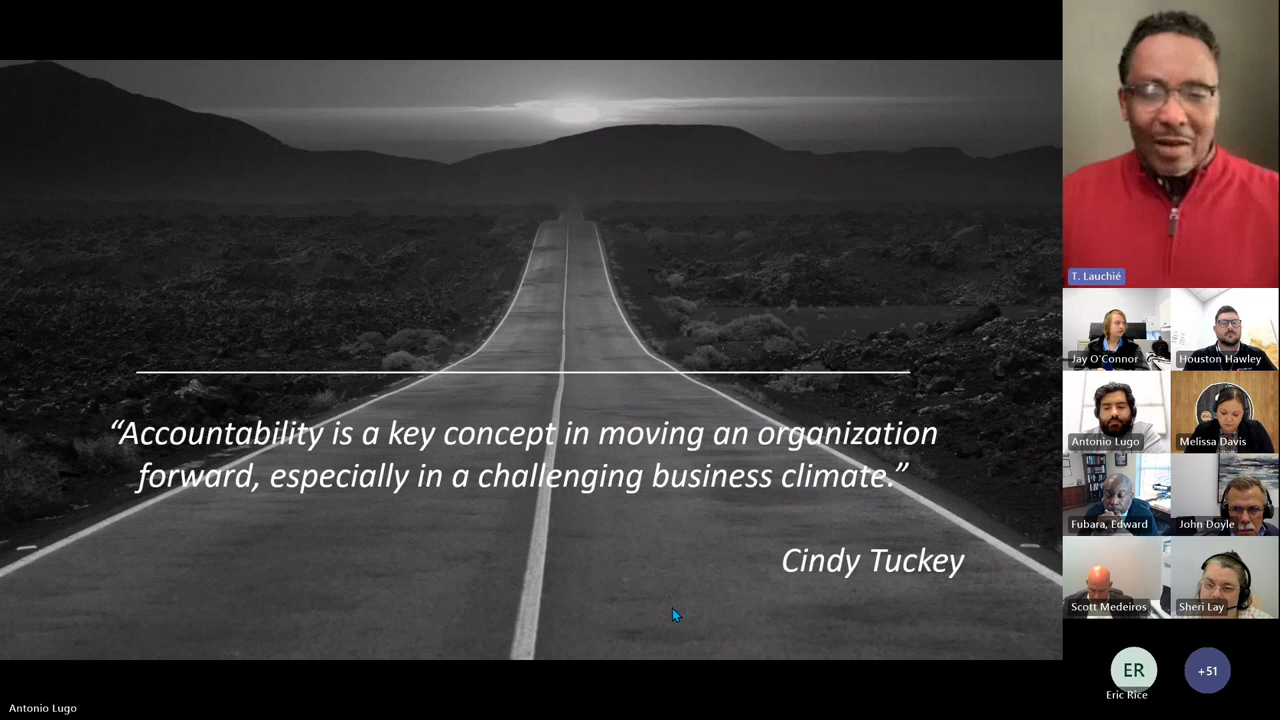 “Accountability is a key concept in moving an organization
forward, especially in a challenging business climate.”
Cindy Tuckey
T. Lauchié
Jay O'Connor
Houston Hawley
Antonio Lugo
Melissa Davis
Fubara, Edward
John Doyle
Scott Medeiros
Sheri Lay
ER
+51
Eric Rice
Antonio Lugo